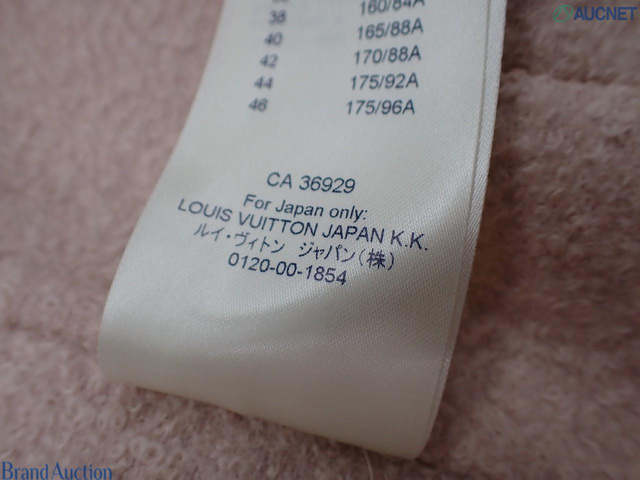 AUCNET
160/84A
38 165/88A
40 170/88A
42 175/92A
44 175/96A
46
CA 36929
For Japan only:
LOUIS VUITTON JAPAN K.K.
ルイ・ヴィトン ジャパン(株)
0120-00-1854
Brand Auction